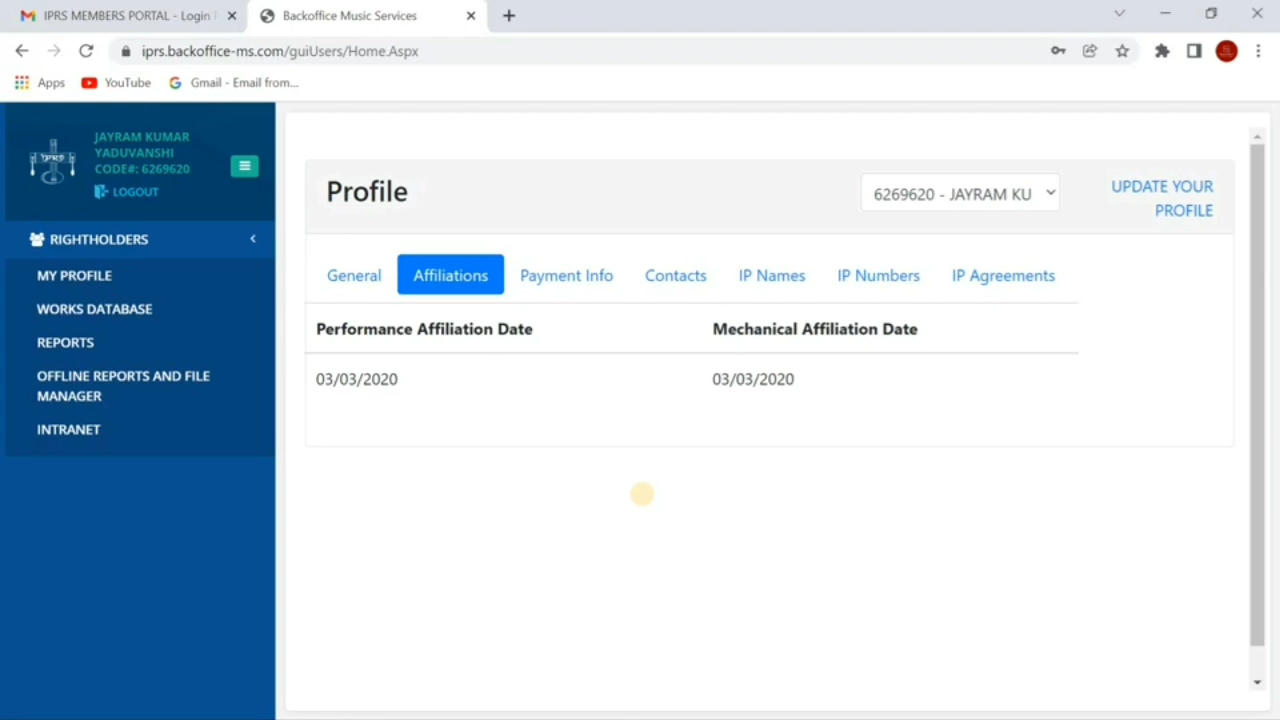 IPRS MEMBERS PORTAL - Login
Backoffice Music Services
iprs.backoffice-ms.com/guiUsers/Home.Aspx
Apps
YouTube
Gmail - Email from...
IPRS
JAYRAM KUMAR
YADUVANSHI
CODE#: 6269620
LOGOUT
RIGHTHOLDERS
MY PROFILE
WORKS DATABASE
REPORTS
OFFLINE REPORTS AND FILE
MANAGER
INTRANET
Profile
6269620 - JAYRAM KU
UPDATE YOUR
PROFILE
General
Affiliations
Payment Info
Contacts
IP Names
IP Numbers
IP Agreements
Performance Affiliation Date
Mechanical Affiliation Date
03/03/2020
03/03/2020